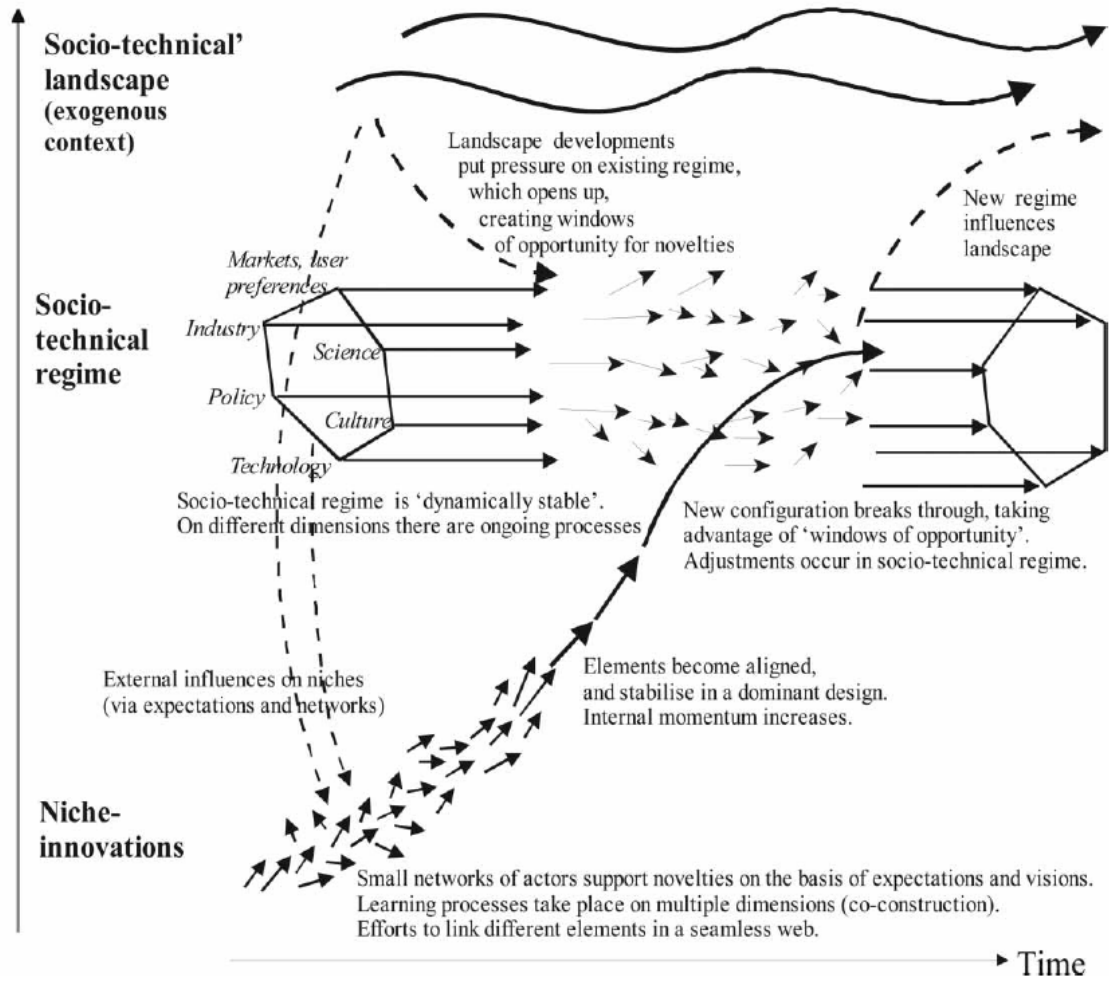 Socio-technical’
landscape
(exogenous
context)
Landscape developments
put pressure on existing regime,
which opens up,
creating windows
of opportunity for novelties
New regime
influences
landscape
Socio-
technical
regime
Markets, user
preferences
Industry
Science
Policy
Culture
Technology
Socio-technical regime is ‘dynamically stable’.
On different dimensions there are ongoing processes
New configuration breaks through, taking
advantage of ‘windows of opportunity’.
Adjustments occur in socio-technical regime.
External influences on niches
(via expectations and networks)
Elements become aligned,
and stabilise in a dominant design.
Internal momentum increases.
Niche-
innovations
Small networks of actors support novelties on the basis of expectations and visions.
Learning processes take place on multiple dimensions (co-construction).
Efforts to link different elements in a seamless web.
Time